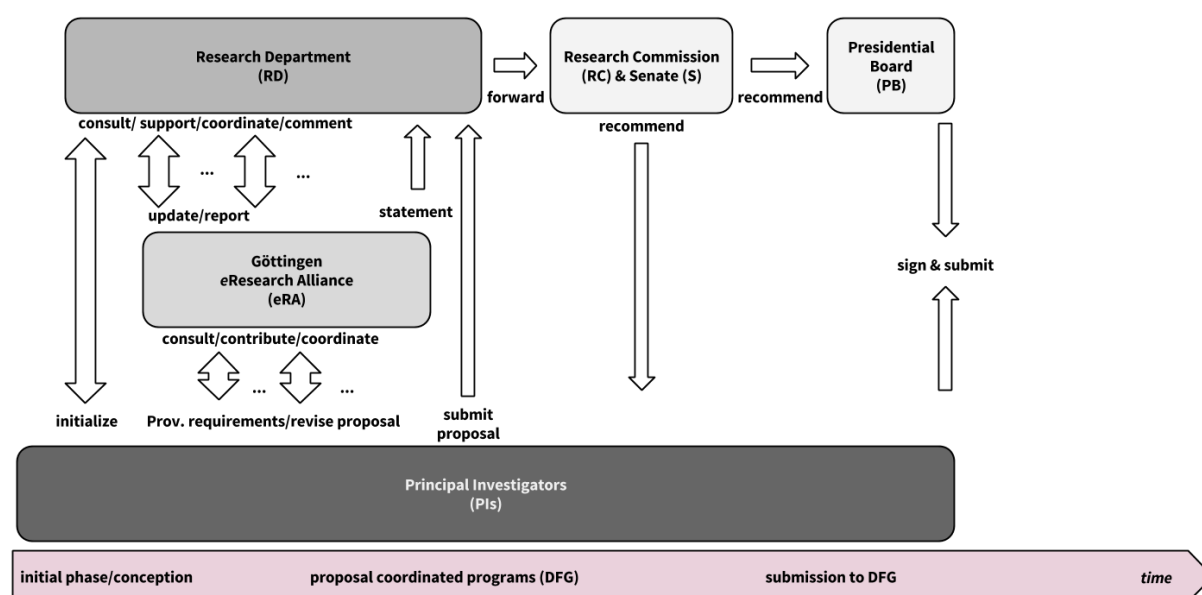 Research Department
(RD)
Research Commission
(RC) & Senate (S)
Presidential
Board
(PB)
forward
recommend
consult/ support/coordinate/comment
recommend
...
...
update/report
statement
Göttingen
eResearch Alliance
(eRA)
sign & submit
consult/contribute/coordinate
...
...
initialize
Prov. requirements/revise proposal
submit
proposal
Principal Investigators
(PIs)
initial phase/conception
proposal coordinated programs (DFG)
submission to DFG
time